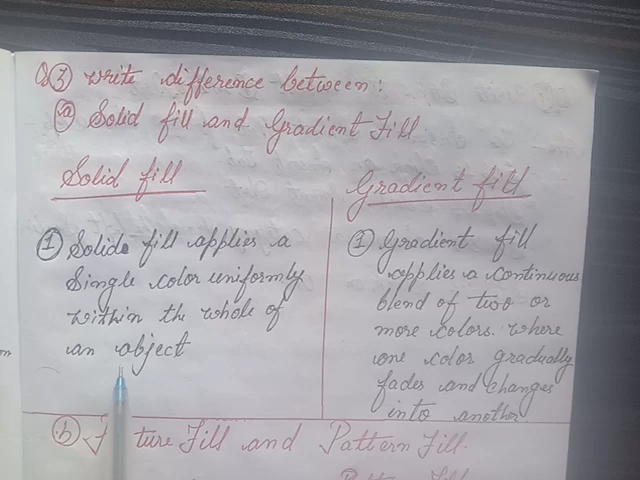 Q③ Write difference between:
ⓐ Solid fill and Gradient Fill.
Solid fill
① Solid fill applies a
Single color uniformly
within the whole of
an object
Gradient fill
① Gradient fill
applies a continuous
blend of two or
more colors. Where
one color gradually
fades and changes
into another.
ⓑ ture Fill and Pattern Fill.